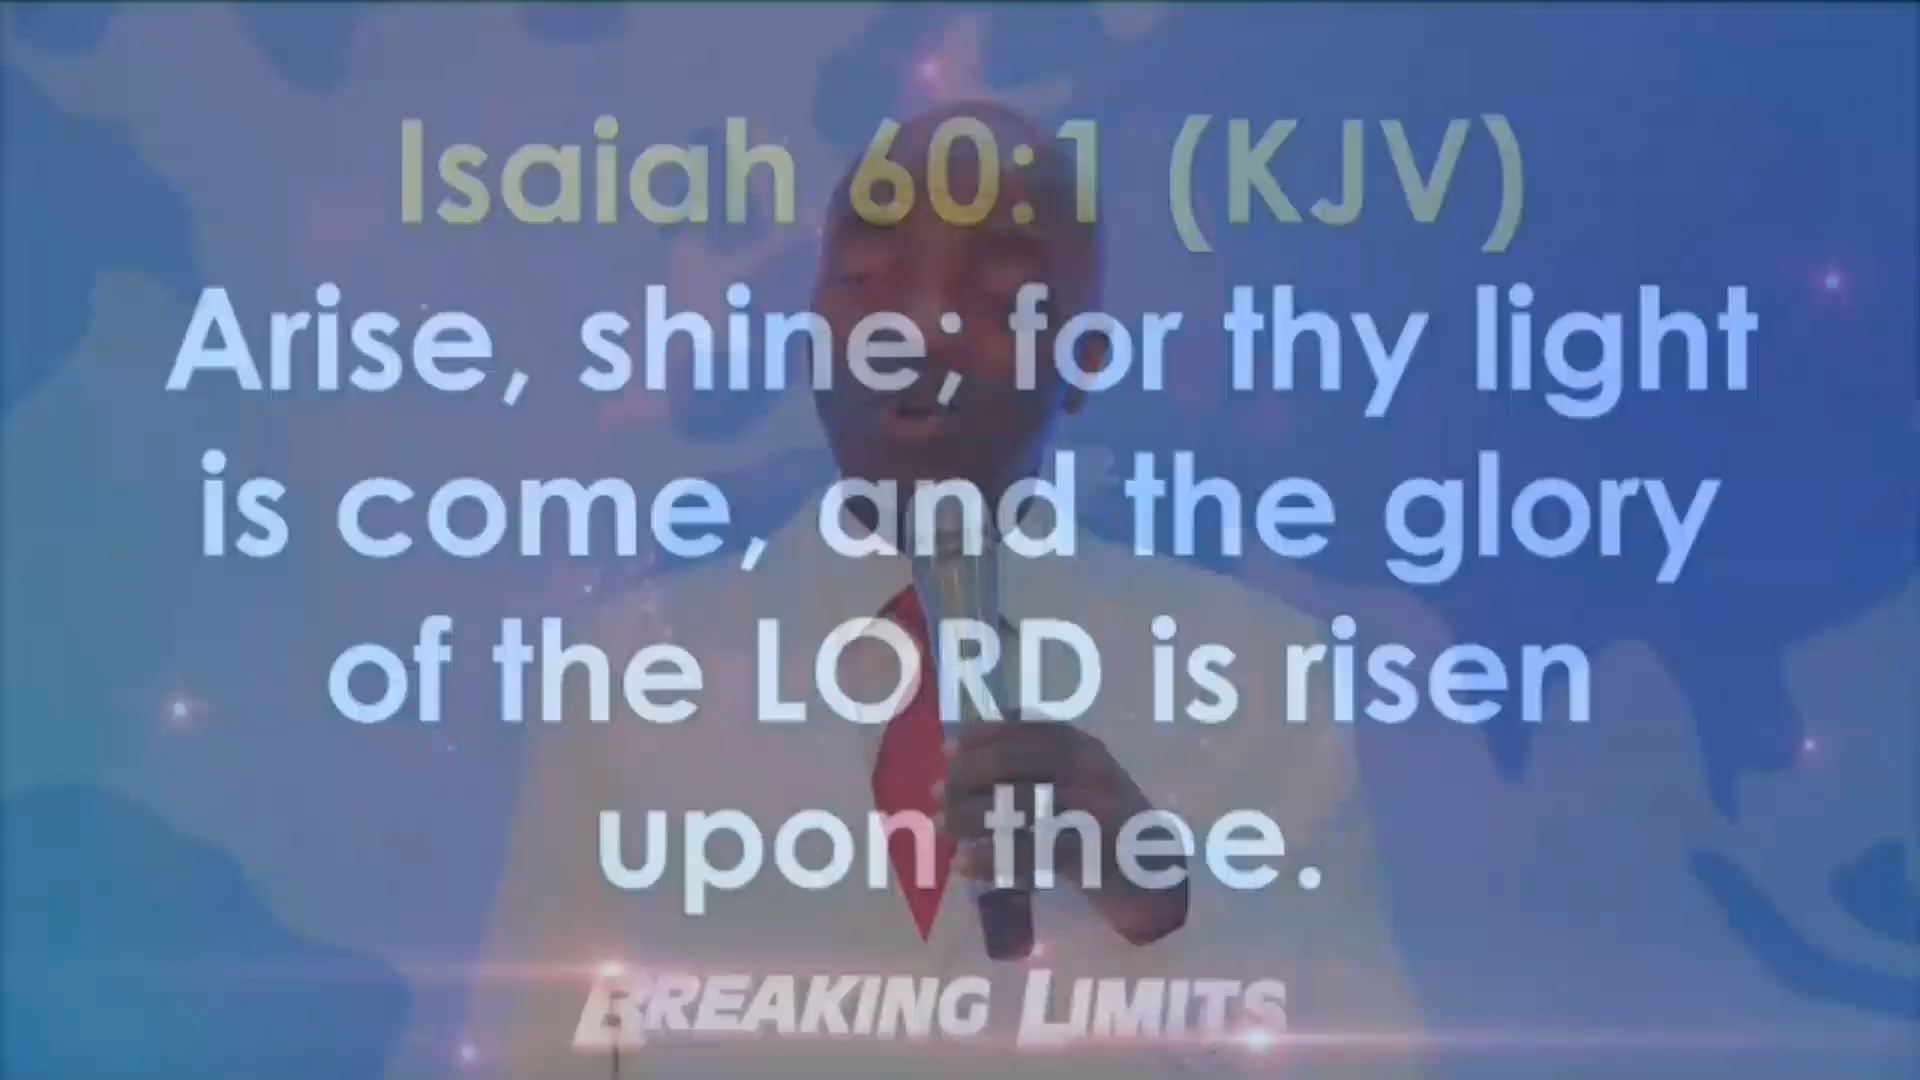 Isaiah 60:1 (KJV)
Arise, shine; for thy light
is come, and the glory
of the LORD is risen
upon thee.
BREAKING LIMITS